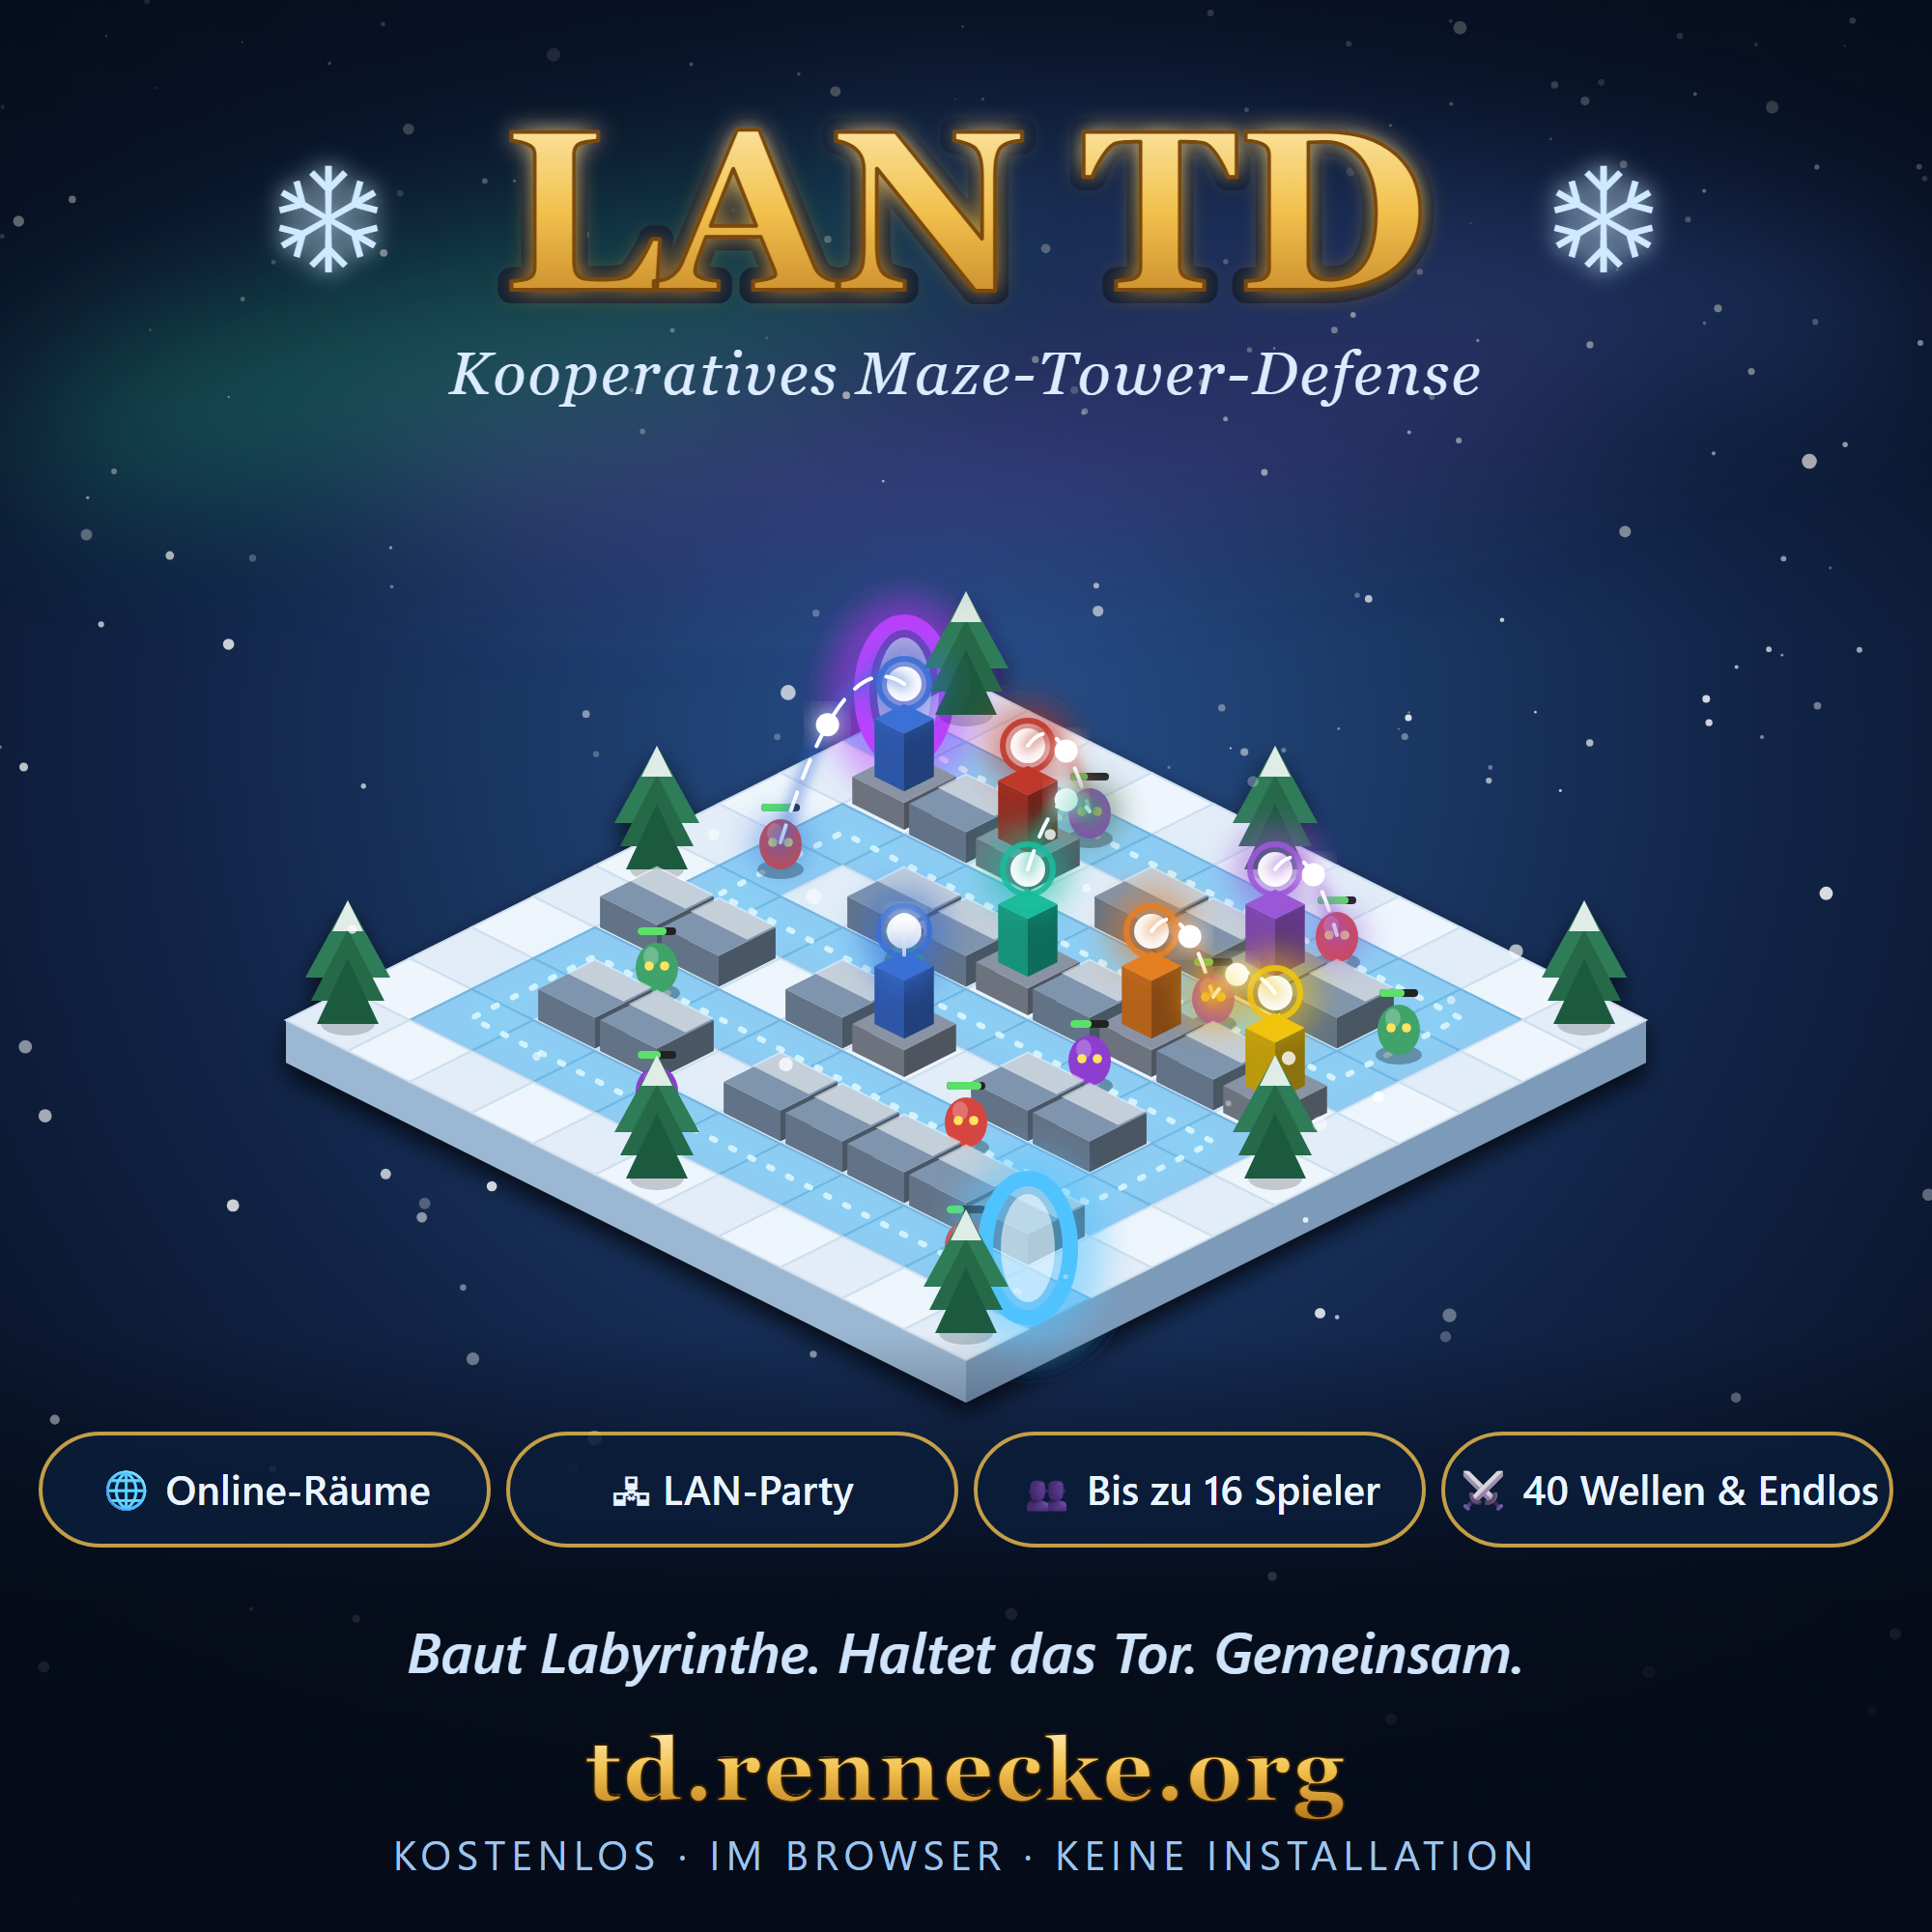 LAN TD
Kooperatives Maze-Tower-Defense
Online-Räume
LAN-Party
Bis zu 16 Spieler
40 Wellen & Endlos
Baut Labyrinthe. Haltet das Tor. Gemeinsam.
td.rennecke.org
KOSTENLOS · IM BROWSER · KEINE INSTALLATION